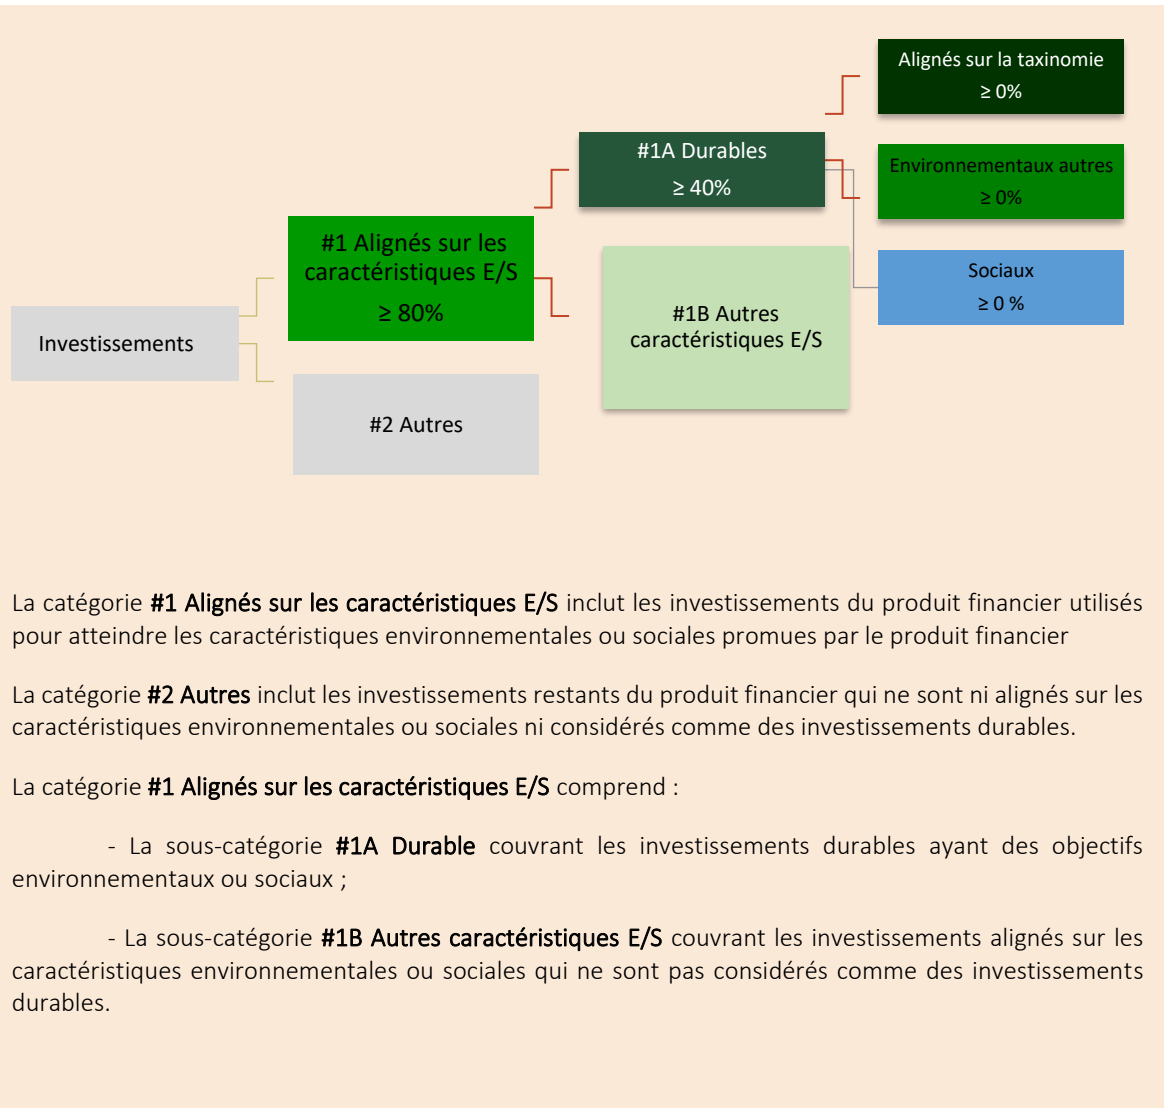 Alignés sur la taxinomie
≥ 0%
#1A Durables
≥ 40%
Environnementaux autres
≥ 0%
#1 Alignés sur les
caractéristiques E/S
≥ 80%
Sociaux
≥ 0 %
#1B Autres
caractéristiques E/S
Investissements
#2 Autres
La catégorie #1 Alignés sur les caractéristiques E/S inclut les investissements du produit financier utilisés
pour atteindre les caractéristiques environnementales ou sociales promues par le produit financier
La catégorie #2 Autres inclut les investissements restants du produit financier qui ne sont ni alignés sur les
caractéristiques environnementales ou sociales ni considérés comme des investissements durables.
La catégorie #1 Alignés sur les caractéristiques E/S comprend :
- La sous-catégorie #1A Durable couvrant les investissements durables ayant des objectifs
environnementaux ou sociaux ;
- La sous-catégorie #1B Autres caractéristiques E/S couvrant les investissements alignés sur les
caractéristiques environnementales ou sociales qui ne sont pas considérés comme des investissements
durables.